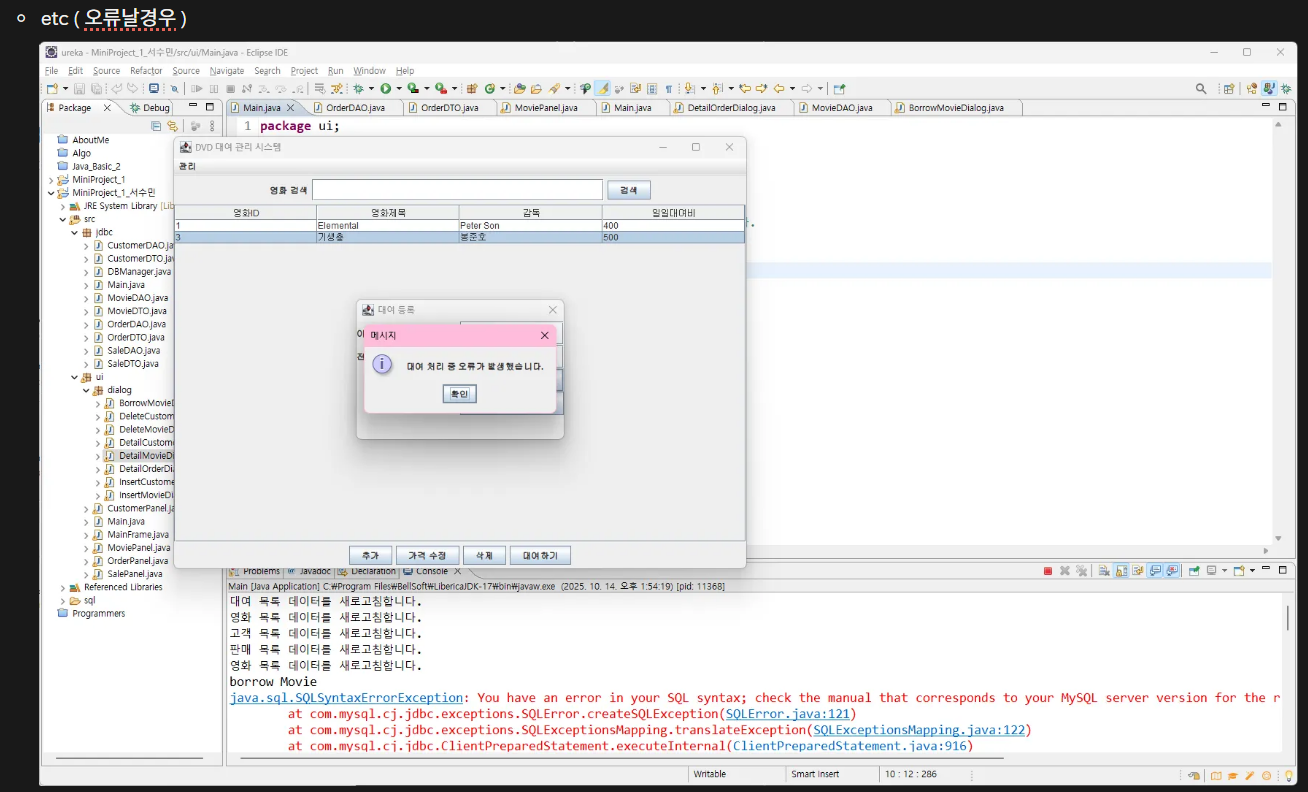 etc ( 오류날경우 )
ureka - MiniProject_1_서수민/src/ui/Main.java - Eclipse IDE
File Edit Source Refactor Source Navigate Search Project Run Window Help
Package Debug Main.java OrderDAO.java OrderDTO.java MoviePanel.java Main.java DetailOrderDialog.java MovieDAO.java BorrowMovieDialog.java
1 package ui;
AboutMe
Algo
Java_Basic_2
MiniProject_1
MiniProject_1_서수민
JRE System Library [Lib
src
jdbc
CustomerDAO.ja
CustomerDTO.jav
DBManager.java
Main.java
MovieDAO.java
MovieDTO.java
OrderDAO.java
OrderDTO.java
SaleDAO.java
SaleDTO.java
ui
dialog
BorrowMovieD
DeleteCustom
DeleteMovieD
DetailCustome
DetailMovieDi
DetailOrderDia
InsertCustome
InsertMovieDi
CustomerPanel.ja
Main.java
MainFrame.java
MoviePanel.java
OrderPanel.java
SalePanel.java
Referenced Libraries
sql
Programmers
DVD 대여 관리 시스템
관리
영화 검색 검색
영화ID 영화제목 감독 일일대여비
1 Elemental Peter Son 400
3 기생충 봉준호 500
대여 등록
메시지
대여 처리 중 오류가 발생했습니다.
확인
추가 가격 수정 삭제 대여하기
Problems Javadoc Declaration Console
Main [Java Application] C:₩Program Files₩BellSoft₩LibericaJDK-17₩bin₩javaw.exe (2025. 10. 14. 오후 1:54:19) [pid: 11368]
대여 목록 데이터를 새로고침합니다.
영화 목록 데이터를 새로고침합니다.
고객 목록 데이터를 새로고침합니다.
판매 목록 데이터를 새로고침합니다.
영화 목록 데이터를 새로고침합니다.
borrow Movie
java.sql.SQLSyntaxErrorException: You have an error in your SQL syntax; check the manual that corresponds to your MySQL server version for the r
at com.mysql.cj.jdbc.exceptions.SQLError.createSQLException(SQLError.java:121)
at com.mysql.cj.jdbc.exceptions.SQLExceptionsMapping.translateException(SQLExceptionsMapping.java:122)
at com.mysql.cj.jdbc.ClientPreparedStatement.executeInternal(ClientPreparedStatement.java:916)
Writable Smart Insert 10 : 12 : 286